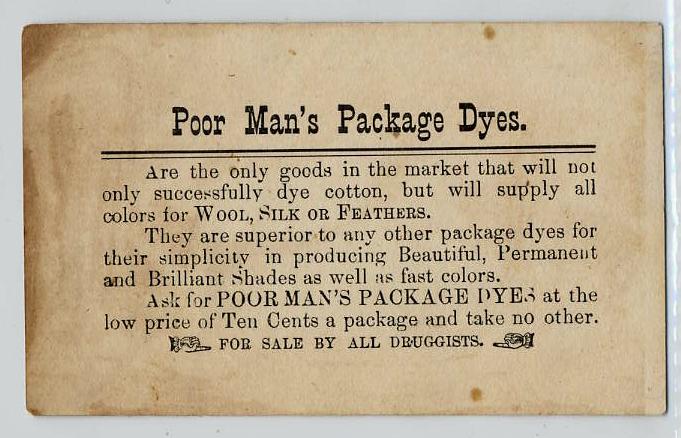 Poor Man's Package Dyes.
Are the only goods in the market that will not
only successfully dye cotton, but will supply all
colors for WOOL, SILK OR FEATHERS.
They are superior to any other package dyes for
their simplicity in producing Beautiful, Permanent
and Brilliant Shades as well as fast colors.
Ask for POOR MAN'S PACKAGE DYES at the
low price of Ten Cents a package and take no other.
FOR SALE BY ALL DRUGGISTS.